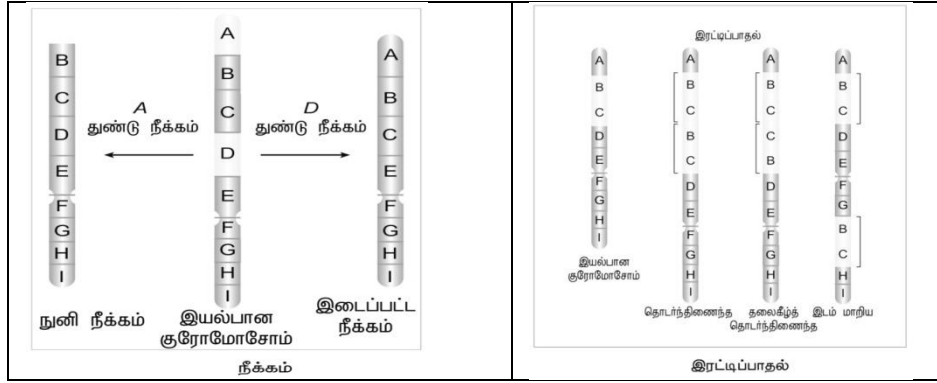 B
C
D
E
F
G
H
I
நுனி நீக்கம்
A
துண்டு நீக்கம்
A
B
C
D
E
F
G
H
I
இயல்பான
குரோமோசோம்
D
துண்டு நீக்கம்
A
B
C
E
F
G
H
I
இடைப்பட்ட
நீக்கம்
நீக்கம்
இரட்டிப்பாதல்
A
B
C
D
E
F
G
H
I
இயல்பான
குரோமோசோம்
A
B
C
B
C
D
E
F
G
H
I
தொடர்ந்திணைந்த
A
B
C
C
B
D
E
F
G
H
I
தலைகீழ்த்
தொடர்ந்திணைந்த
A
B
C
D
E
F
G
B
C
H
I
இடம் மாறிய
இரட்டிப்பாதல்